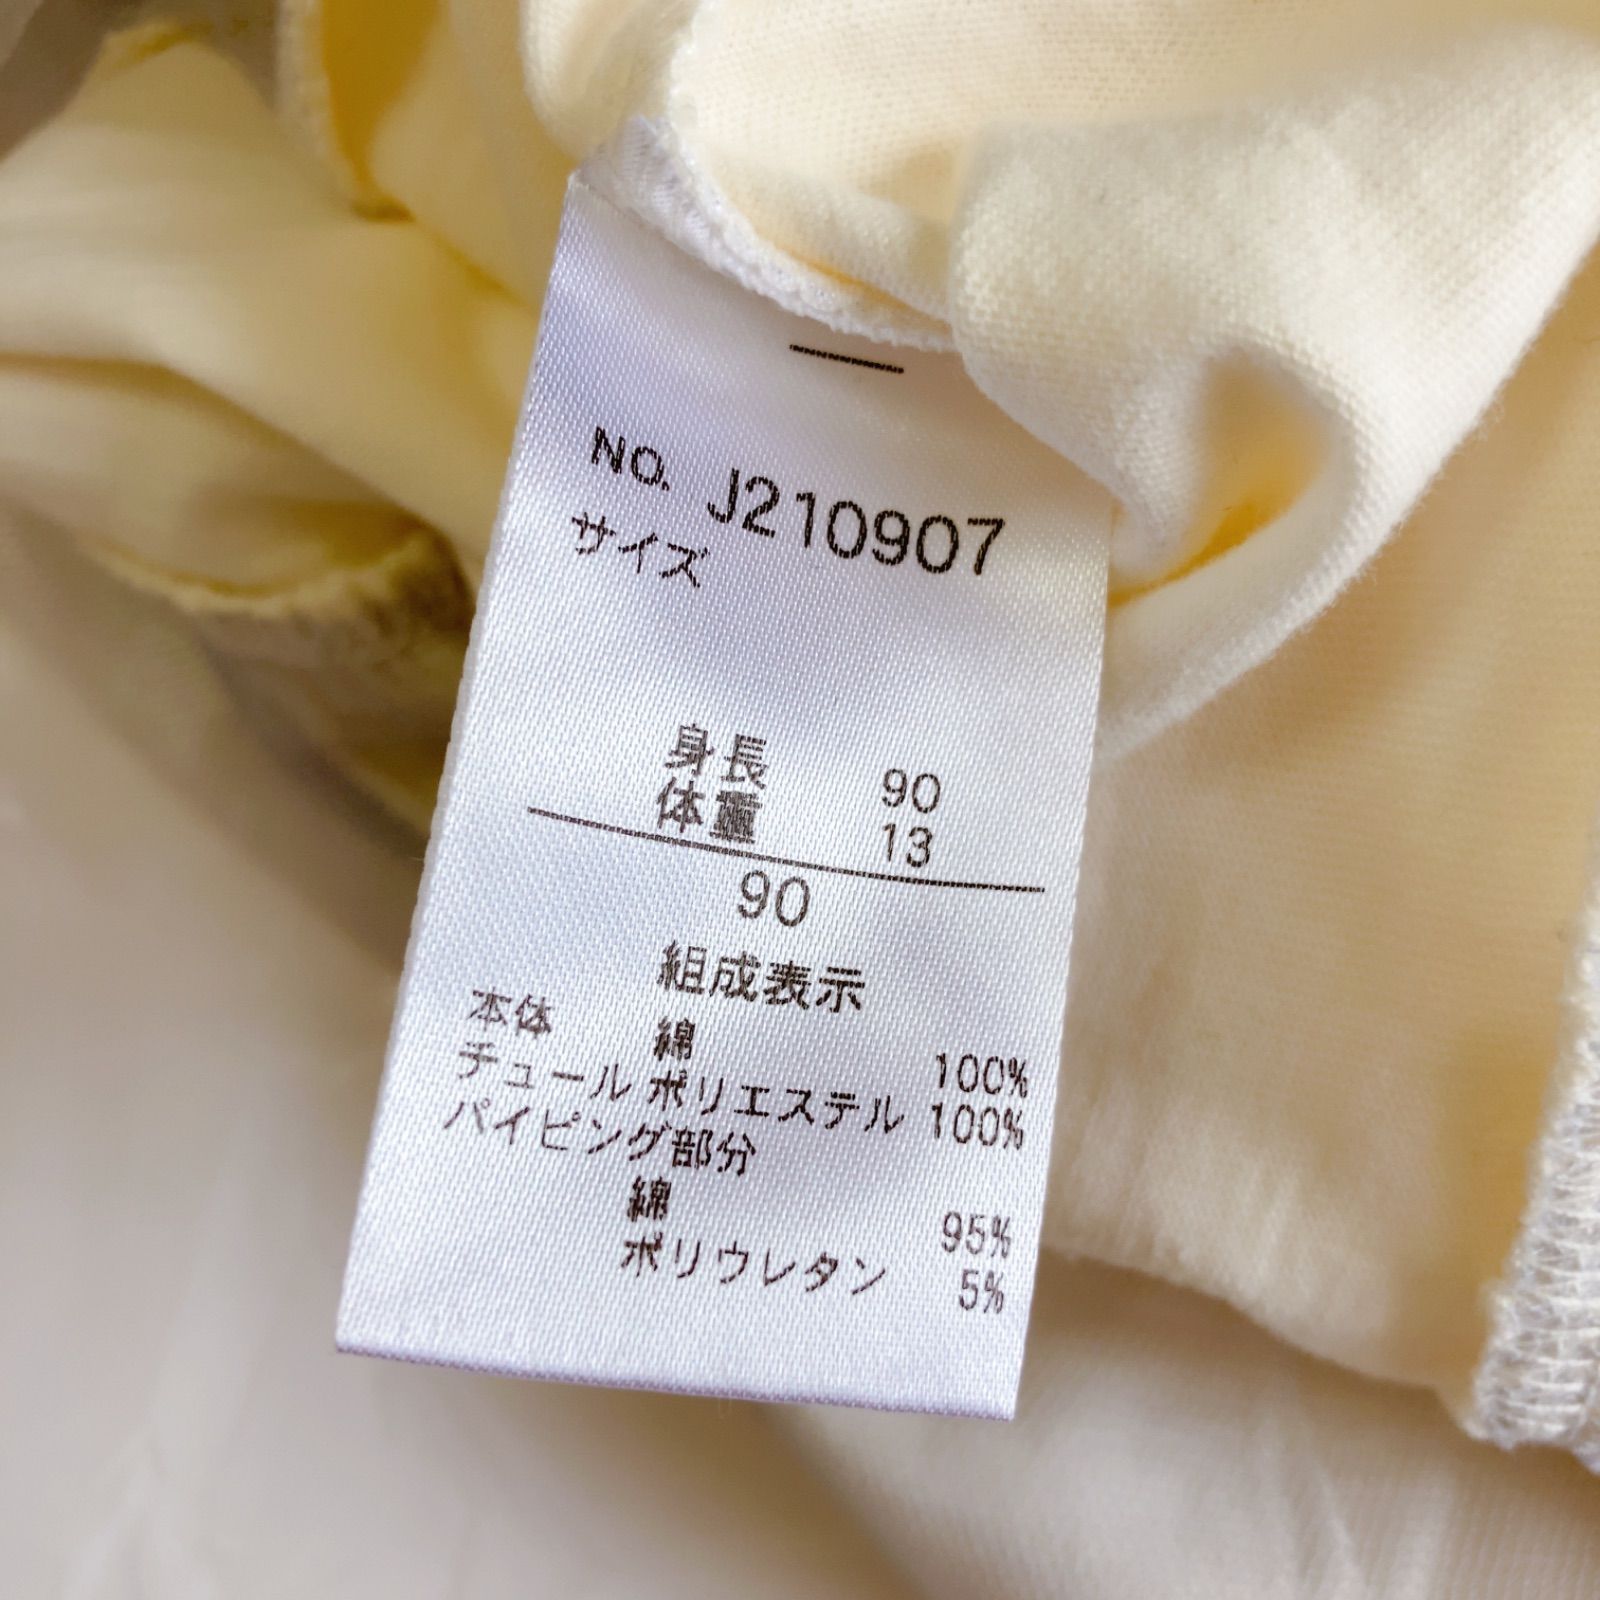 NO. J210907
サイズ
身長 90
体重 13
90
組成表示
本体 綿 100%
チュール ポリエステル 100%
パイピング部分
綿 95%
ポリウレタン 5%